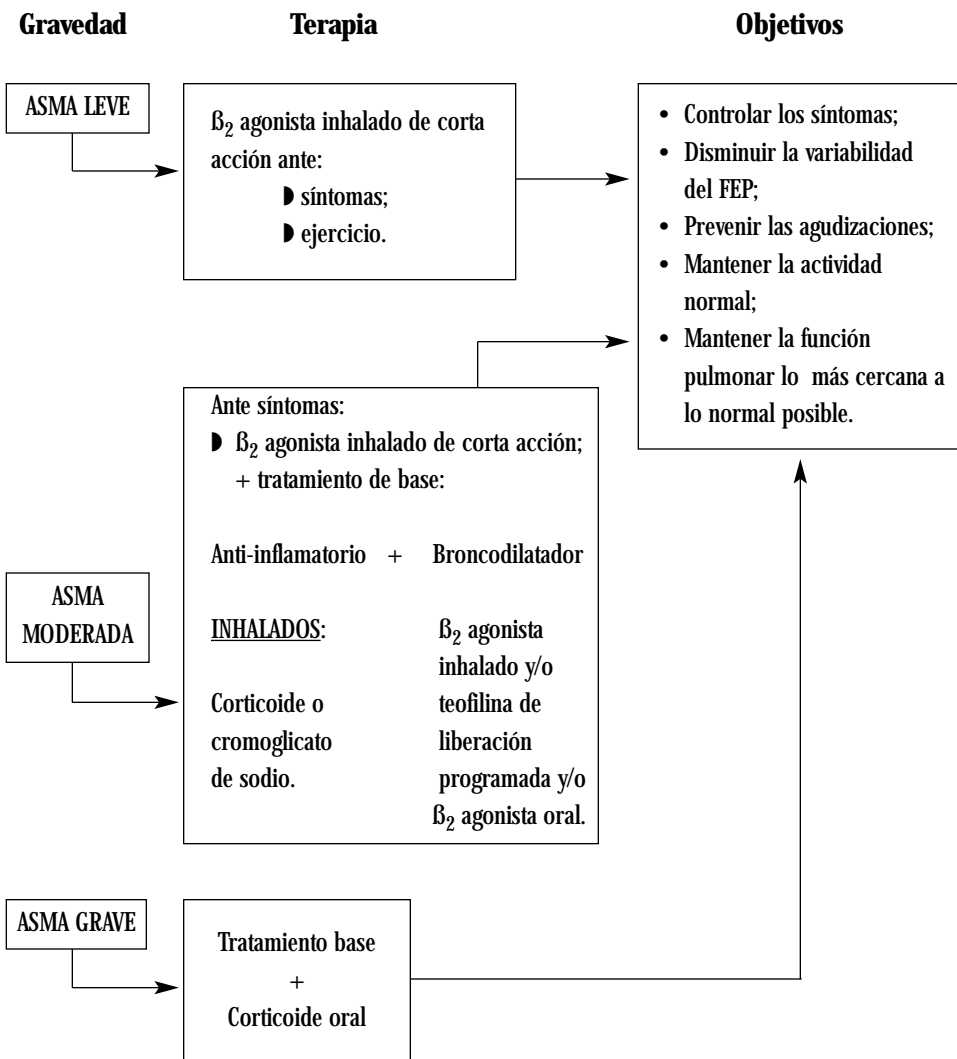 Gravedad Terapia Objetivos
ASMA LEVE
ß₂ agonista inhalado de corta
acción ante:
◗ síntomas;
◗ ejercicio.
• Controlar los síntomas;
• Disminuir la variabilidad
del FEP;
• Prevenir las agudizaciones;
• Mantener la actividad
normal;
• Mantener la función
pulmonar lo más cercana a
lo normal posible.
ASMA
MODERADA
Ante síntomas:
◗ ß₂ agonista inhalado de corta acción;
+ tratamiento de base:
Anti-inflamatorio + Broncodilatador
INHALADOS:
Corticoide o
cromoglicato
de sodio.
ß₂ agonista
inhalado y/o
teofilina de
liberación
programada y/o
ß₂ agonista oral.
ASMA GRAVE
Tratamiento base
+
Corticoide oral